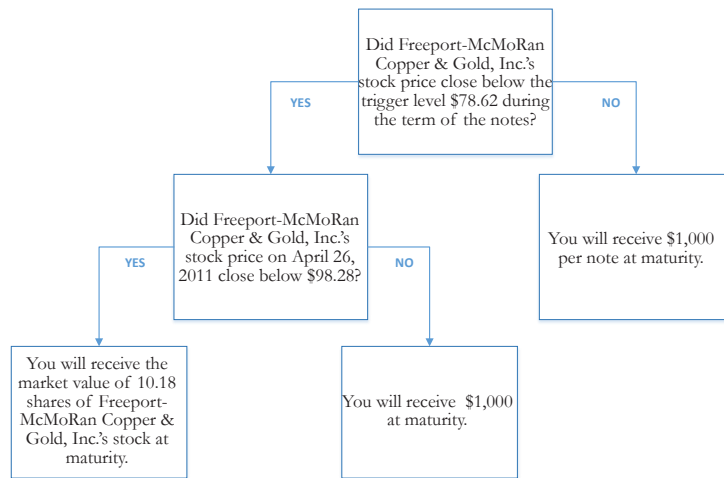 Did Freeport-McMoRan
Copper & Gold, Inc.'s
stock price close below the
trigger level $78.62 during
the term of the notes?
YES
NO
Did Freeport-McMoRan
Copper & Gold, Inc.'s
stock price on April 26,
2011 close below $98.28?
You will receive $1,000
per note at maturity.
YES
NO
You will receive the
market value of 10.18
shares of Freeport-
McMoRan Copper &
Gold, Inc.'s stock at
maturity.
You will receive $1,000
at maturity.